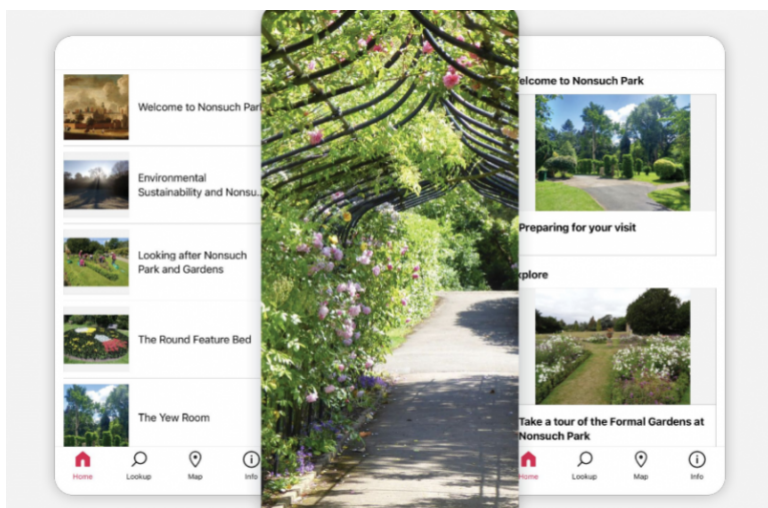 Welcome to Nonsuch Par
Environmental
Sustainability and Nonsu...
Looking after Nonsuch
Park and Gardens
The Round Feature Bed
The Yew Room
Home
Lookup
Map
Info
elcome to Nonsuch Park
Preparing for your visit
xplore
Take a tour of the Formal Gardens at
Nonsuch Park
Home
Lookup
Map
Info